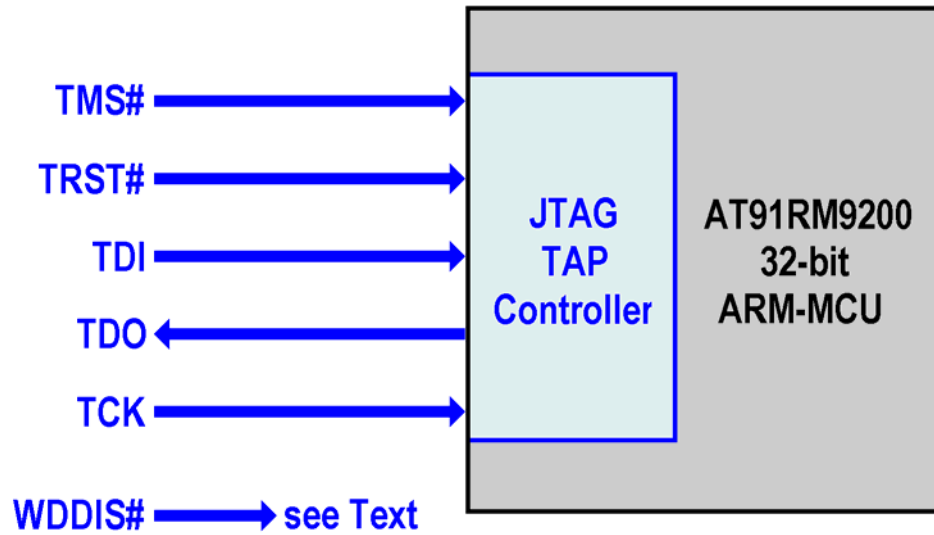 TMS#
TRST#
TDI
TDO
TCK
WDDIS# see Text
JTAG
TAP
Controller
AT91RM9200
32-bit
ARM-MCU